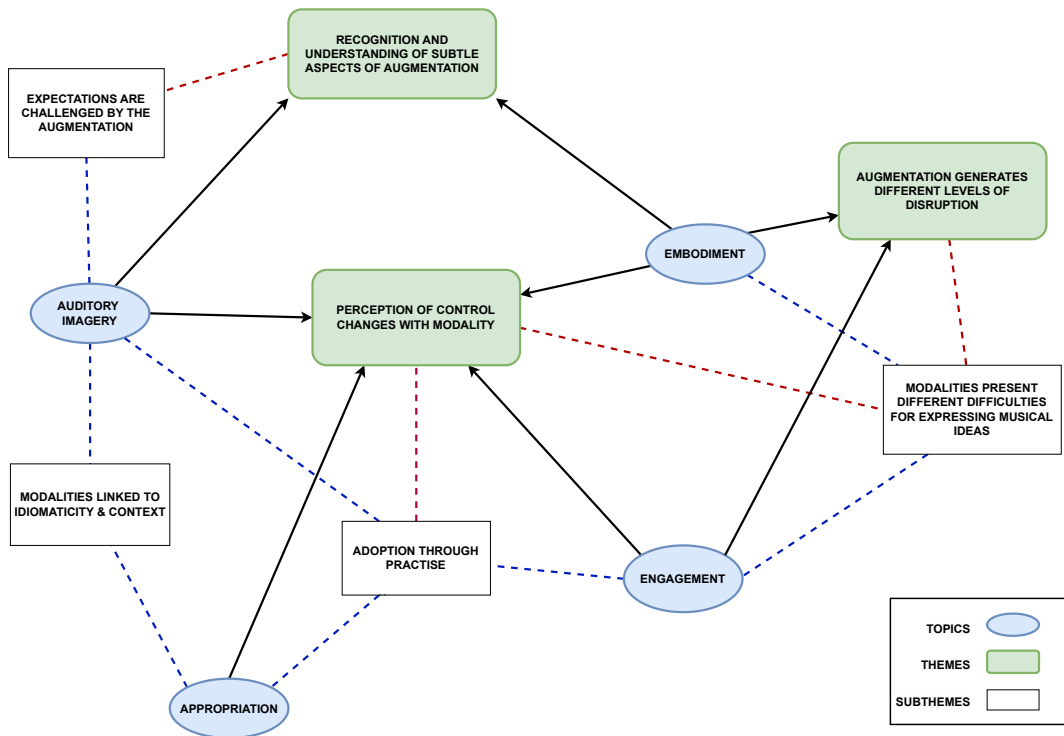 RECOGNITION AND
UNDERSTANDING OF SUBTLE
ASPECTS OF AUGMENTATION
EXPECTATIONS ARE
CHALLENGED BY THE
AUGMENTATION
AUGMENTATION GENERATES
DIFFERENT LEVELS OF
DISRUPTION
EMBODIMENT
AUDITORY
IMAGERY
PERCEPTION OF CONTROL
CHANGES WITH MODALITY
MODALITIES PRESENT
DIFFERENT DIFFICULTIES
FOR EXPRESSING MUSICAL
IDEAS
MODALITIES LINKED TO
IDIOMATICITY & CONTEXT
ADOPTION THROUGH
PRACTISE
ENGAGEMENT
APPROPRIATION
TOPICS
THEMES
SUBTHEMES